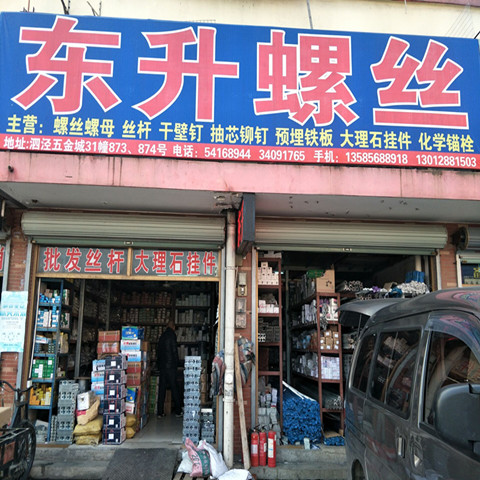 东升螺丝
主营：螺丝螺母 丝杆 干壁钉 抽芯铆钉 预埋铁板 大理石挂件 化学锚栓
地址:泗泾五金城31幢873、874号 电话：54168944 34091765 手机：13585688918 13012881503
批发丝杆 大理石挂件